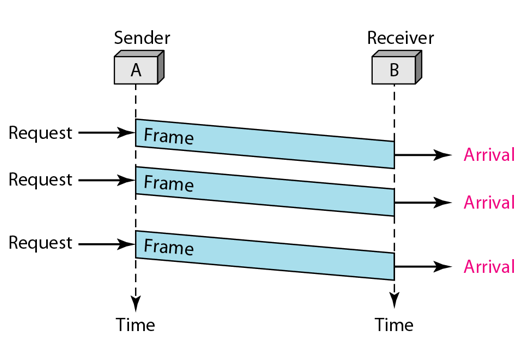 Sender
Receiver
A
B
Request
Frame
Arrival
Request
Frame
Arrival
Request
Frame
Arrival
Time
Time